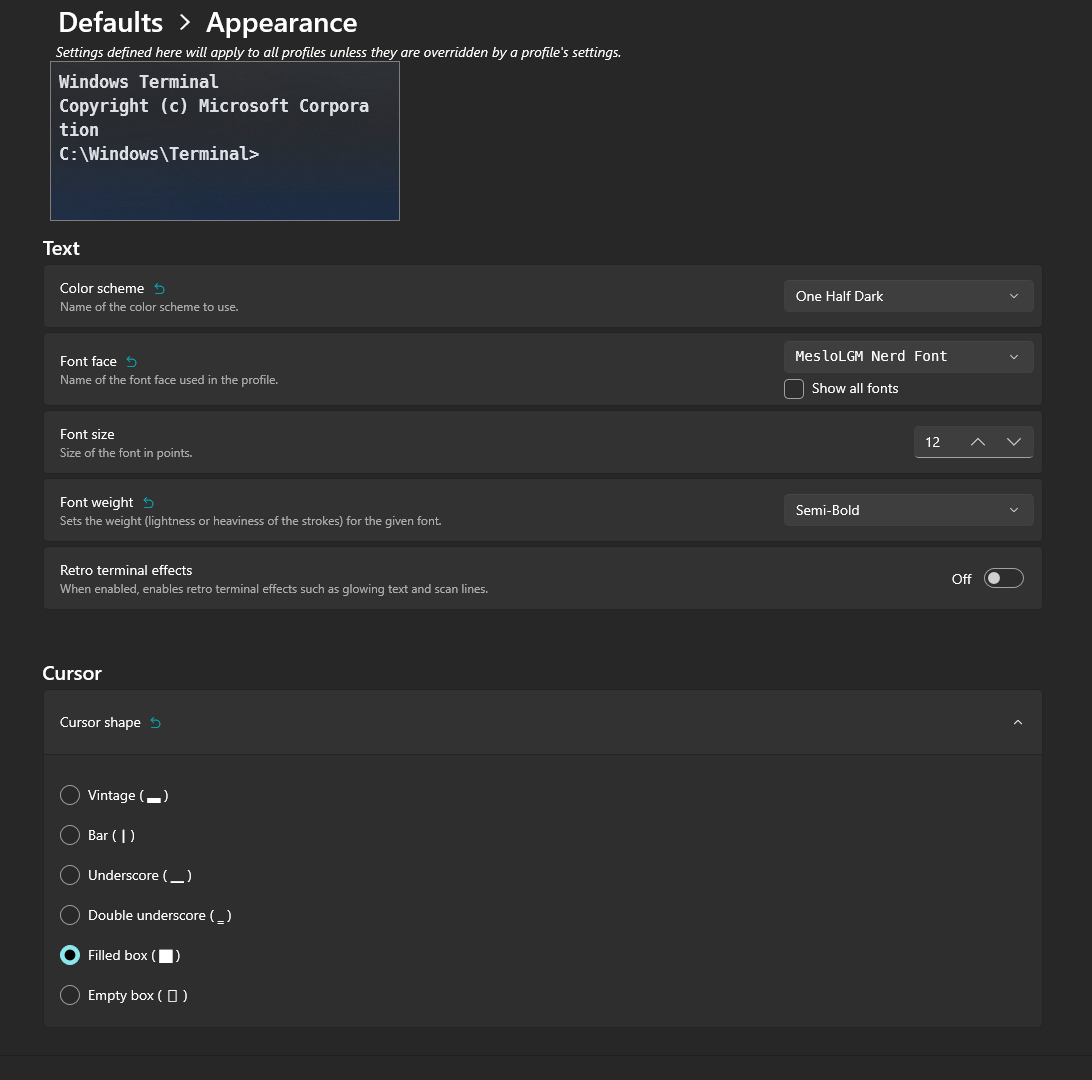 Defaults > Appearance
Settings defined here will apply to all profiles unless they are overridden by a profile's settings.
Windows Terminal
Copyright (c) Microsoft Corpora
tion
C:\Windows\Terminal>
Text
Color scheme
Name of the color scheme to use.
One Half Dark
Font face
Name of the font face used in the profile.
MesloLGM Nerd Font
Show all fonts
Font size
Size of the font in points.
12
Font weight
Sets the weight (lightness or heaviness of the strokes) for the given font.
Semi-Bold
Retro terminal effects
When enabled, enables retro terminal effects such as glowing text and scan lines.
Off
Cursor
Cursor shape
Vintage ( ▃ )
Bar ( ┃ )
Underscore ( ▁ )
Double underscore ( ‗ )
Filled box ( █ )
Empty box ( ▯ )